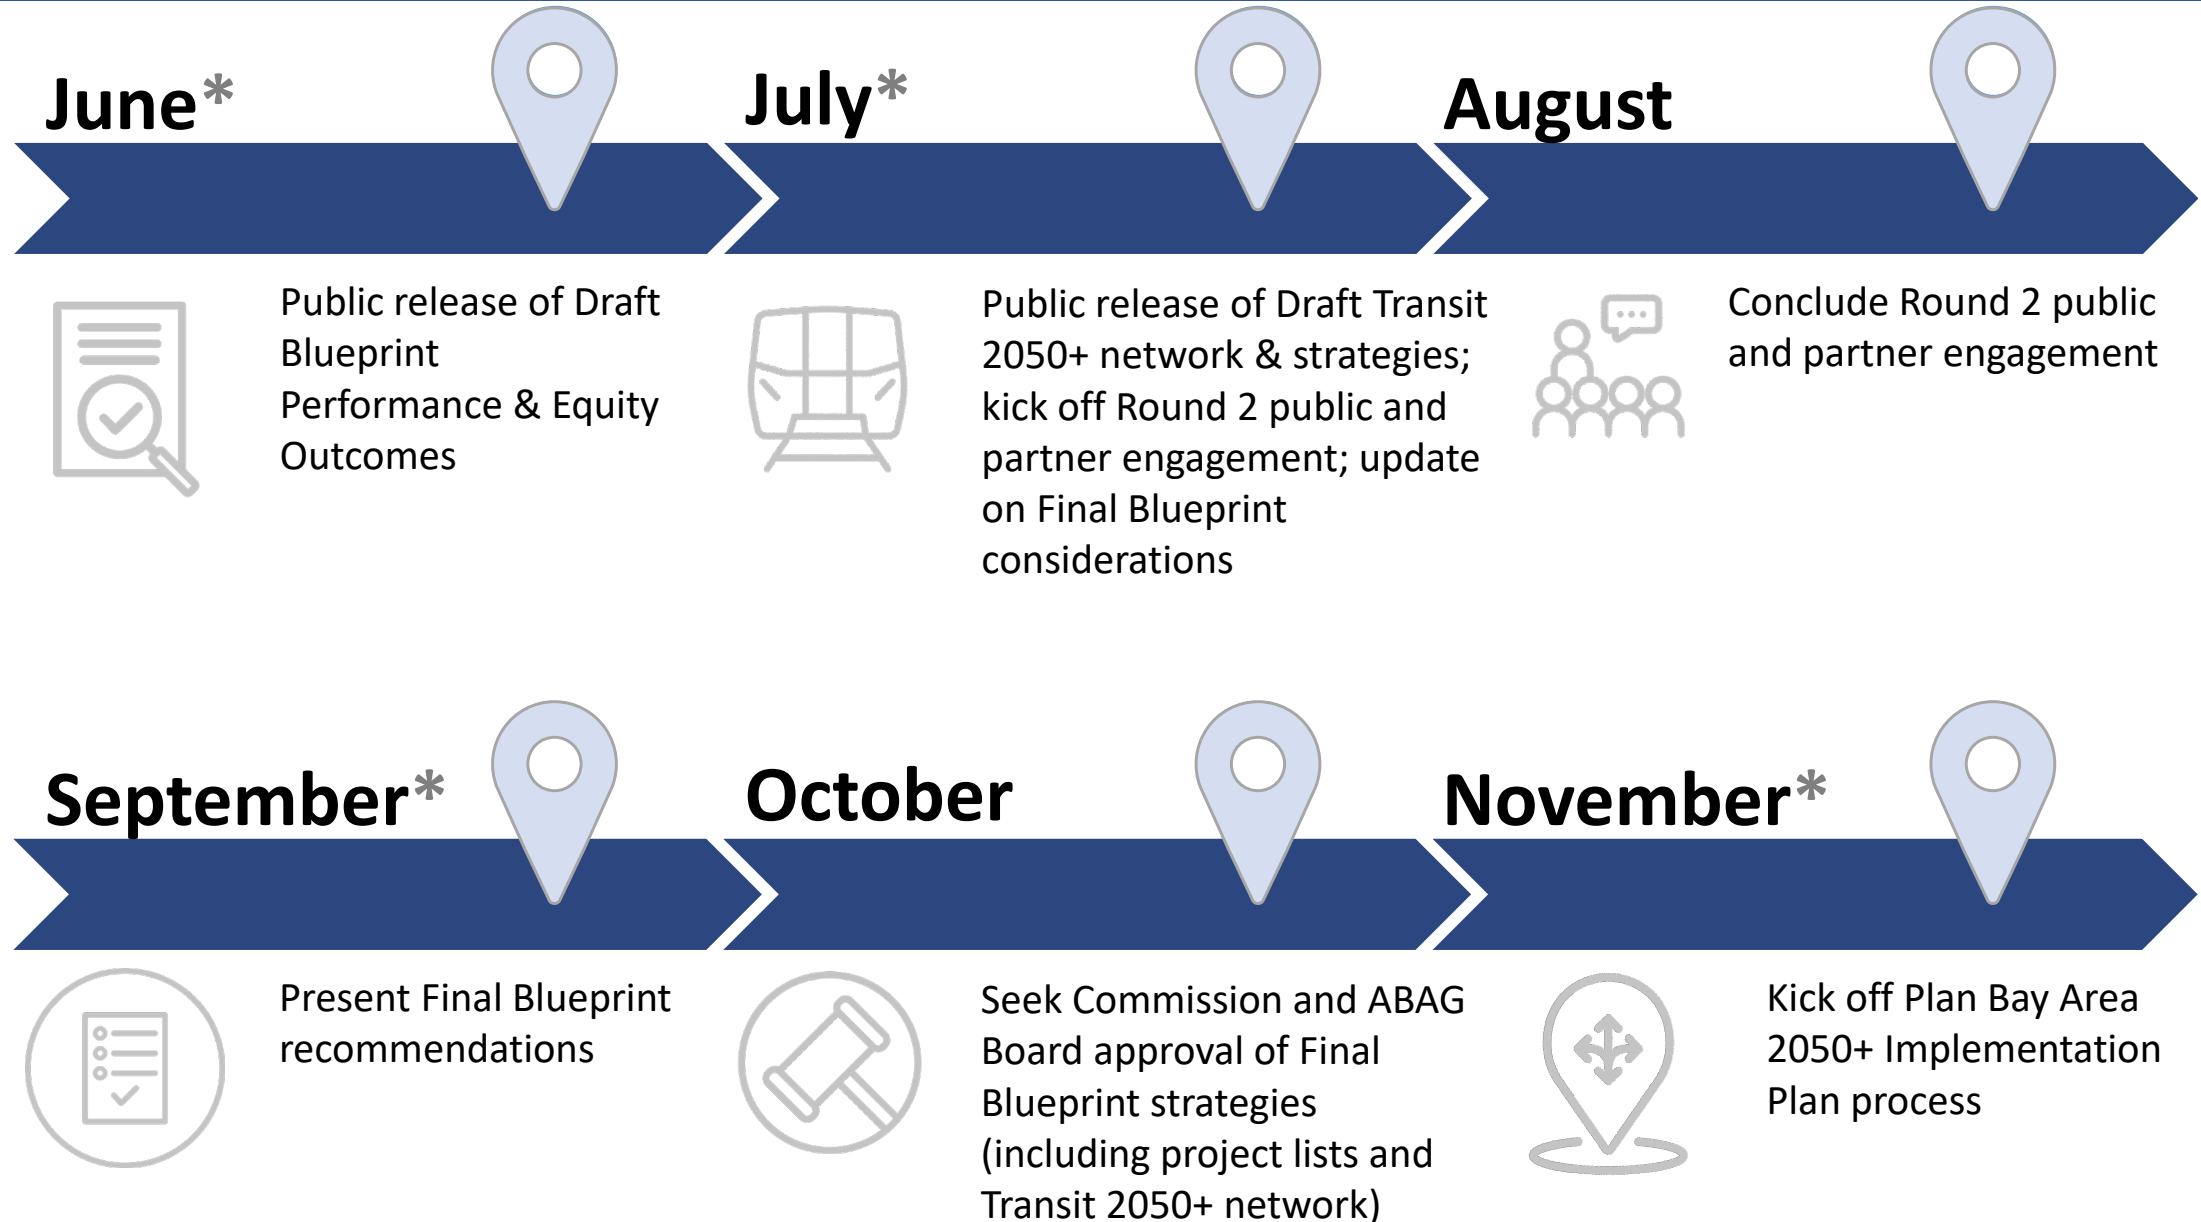 June*
Public release of Draft
Blueprint
Performance & Equity
Outcomes
July*
Public release of Draft Transit
2050+ network & strategies;
kick off Round 2 public and
partner engagement; update
on Final Blueprint
considerations
August
Conclude Round 2 public
and partner engagement
September*
Present Final Blueprint
recommendations
October
Seek Commission and ABAG
Board approval of Final
Blueprint strategies
(including project lists and
Transit 2050+ network)
November*
Kick off Plan Bay Area
2050+ Implementation
Plan process